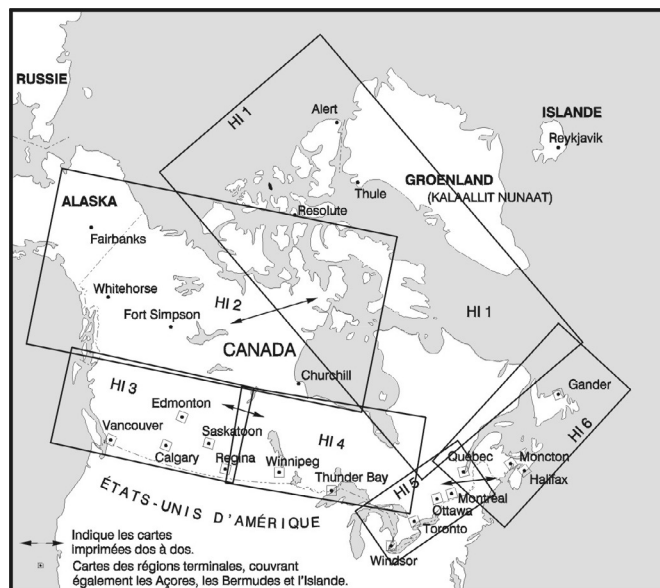 RUSSIE
HI 1
Alert
ISLANDE
Reykjavik
GROENLAND
(KALAALLIT NUNAAT)
Thule
ALASKA
Resolute
Fairbanks
Whitehorse
HI 2
HI 1
Fort Simpson
CANADA
Churchill
HI 3
Edmonton
Gander
HI 6
Vancouver
Saskatoon
HI 4
Calgary
Regina
Winnipeg
Québec
Moncton
Halifax
Thunder Bay
HI 5
Montréal
Ottawa
Toronto
Windsor
ÉTATS-UNIS D'AMÉRIQUE
Indique les cartes
imprimées dos à dos.
Cartes des régions terminales, couvrant
également les Açores, les Bermudes et l'Islande.